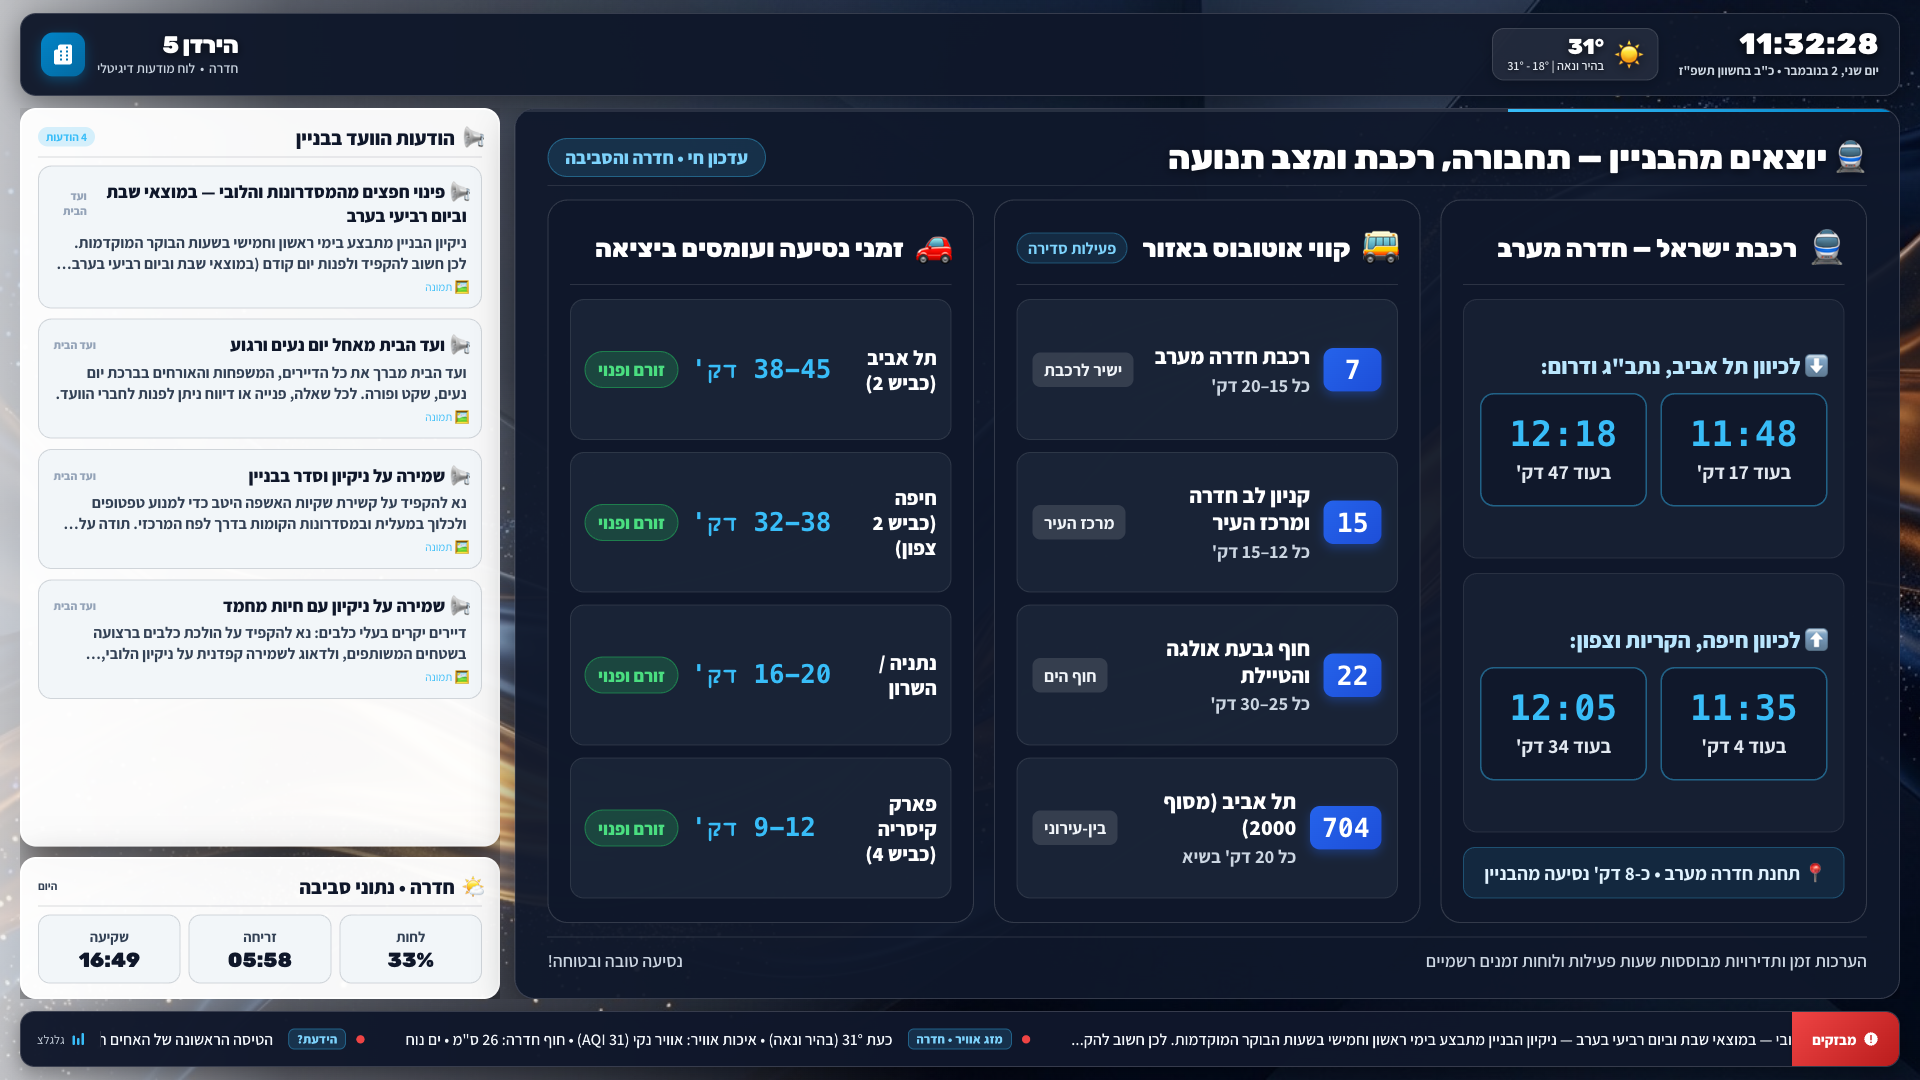 11:32:28
יום שני, 2 בנובמבר • כ"ב בחשוון תשפ"ז
31°
בהיר ונאה | 18° - 31°
הירדן 5
חדרה • לוח מודעות דיגיטלי
יוצאים מהבניין — תחבורה, רכבת ומצב תנועה
עדכון חי • חדרה והסביבה
רכבת ישראל — חדרה מערב
לכיוון תל אביב, נתב"ג ודרום:
11:48
בעוד 17 דק'
12:18
בעוד 47 דק'
לכיוון חיפה, הקריות וצפון:
11:35
בעוד 4 דק'
12:05
בעוד 34 דק'
תחנת חדרה מערב • כ-8 דק' נסיעה מהבניין
קווי אוטובוס באזור
פעילות סדירה
7
רכבת חדרה מערב
כל 15–20 דק'
ישיר לרכבת
15
קניון לב חדרה
ומרכז העיר
כל 12–15 דק'
מרכז העיר
22
חוף גבעת אולגה
והטיילת
כל 25–30 דק'
חוף הים
704
תל אביב (מסוף
2000)
כל 20 דק' בשיא
בין-עירוני
זמני נסיעה ועומסים ביציאה
תל אביב
(כביש 2)
38–45 דק'
זורם ופנוי
חיפה
(כביש 2
צפון)
32–38 דק'
זורם ופנוי
נתניה /
השרון
16–20 דק'
זורם ופנוי
פארק
קיסריה
(כביש 4)
9–12 דק'
זורם ופנוי
הערכות זמן ותדירויות מבוססות שעות פעילות ולוחות זמנים רשמיים
נסיעה טובה ובטוחה!
הודעות הוועד בבניין
4 הודעות
פינוי חפצים מהמסדרונות והלובי — במוצאי שבת
וביום רביעי בערב
ועד
הבית
ניקיון הבניין מתבצע בימי ראשון וחמישי בשעות הבוקר המוקדמות.
לכן חשוב להקפיד ולפנות יום קודם (במוצאי שבת וביום רביעי בערב...
תמונה
ועד הבית מאחל יום נעים ורגוע
ועד הבית
ועד הבית מברך את כל הדיירים, המשפחות והאורחים בברכת יום
נעים, שקט ופורה. לכל שאלה, פנייה או דיווח ניתן לפנות לחברי הוועד.
תמונה
שמירה על ניקיון וסדר בבניין
ועד הבית
נא להקפיד על קשירת שקיות האשפה היטב כדי למנוע טפטופים
ולכלוך במעלית ובמסדרונות הקומות בדרך לפח המרכזי. תודה על...
תמונה
שמירה על ניקיון עם חיות מחמד
ועד הבית
דיירים יקרים בעלי כלבים: נא להקפיד על הולכת כלבים ברצועה
בשטחים המשותפים, ולדאוג לשמירה קפדנית על ניקיון הלובי,...
תמונה
חדרה • נתוני סביבה
היום
לחות
33%
זריחה
05:58
שקיעה
16:49
מבזקים
ובי — במוצאי שבת וביום רביעי בערב — ניקיון הבניין מתבצע בימי ראשון וחמישי בשעות הבוקר המוקדמות. לכן חשוב להק...
מזג אוויר • חדרה
כעת 31° (בהיר ונאה) • איכות אוויר: אוויר נקי (AQI 31) • חוף חדרה: 26 ס"מ • ים נוח
הידעת?
הטיסה הראשונה של האחים ר
גלגלצ